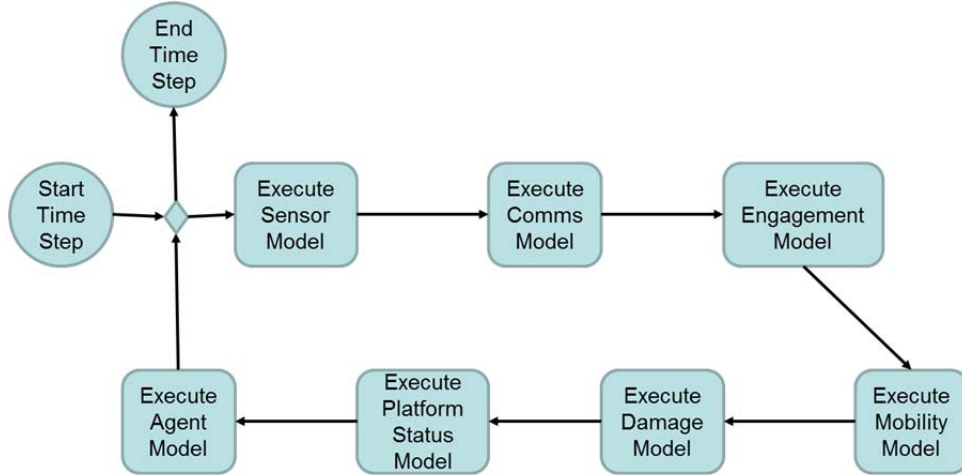 End
Time
Step
Start
Time
Step
Execute
Sensor
Model
Execute
Comms
Model
Execute
Engagement
Model
Execute
Agent
Model
Execute
Platform
Status
Model
Execute
Damage
Model
Execute
Mobility
Model